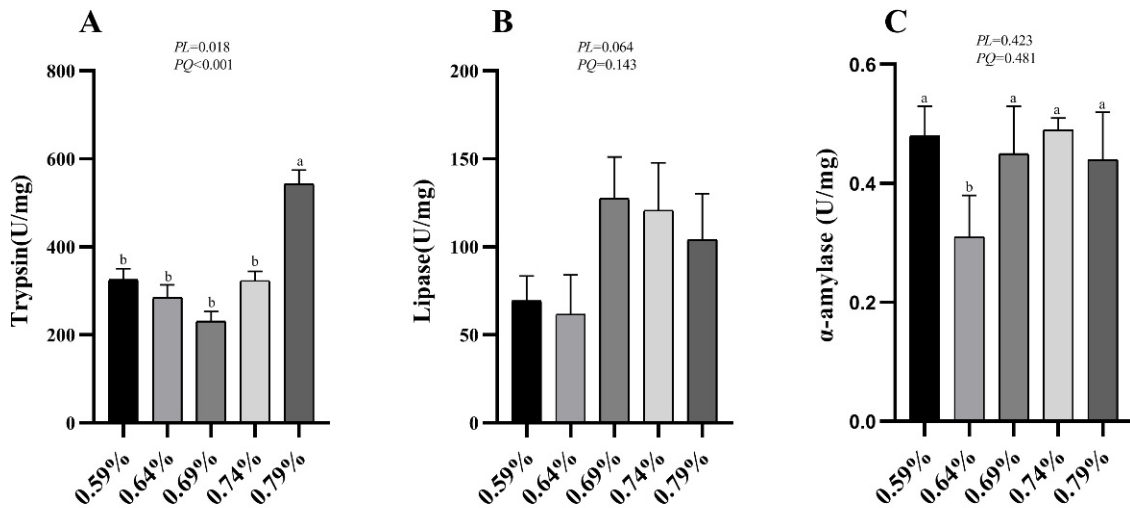 A
PL=0.018
PQ<0.001
Trypsin(U/mg)
800
600
400
200
0
b
b
b
b
a
0.59%
0.64%
0.69%
0.74%
0.79%
B
PL=0.064
PQ=0.143
Lipase(U/mg)
200
150
100
50
0
0.59%
0.64%
0.69%
0.74%
0.79%
C
PL=0.423
PQ=0.481
α-amylase (U/mg)
0.6
0.4
0.2
0.0
a
b
a
a
a
0.59%
0.64%
0.69%
0.74%
0.79%